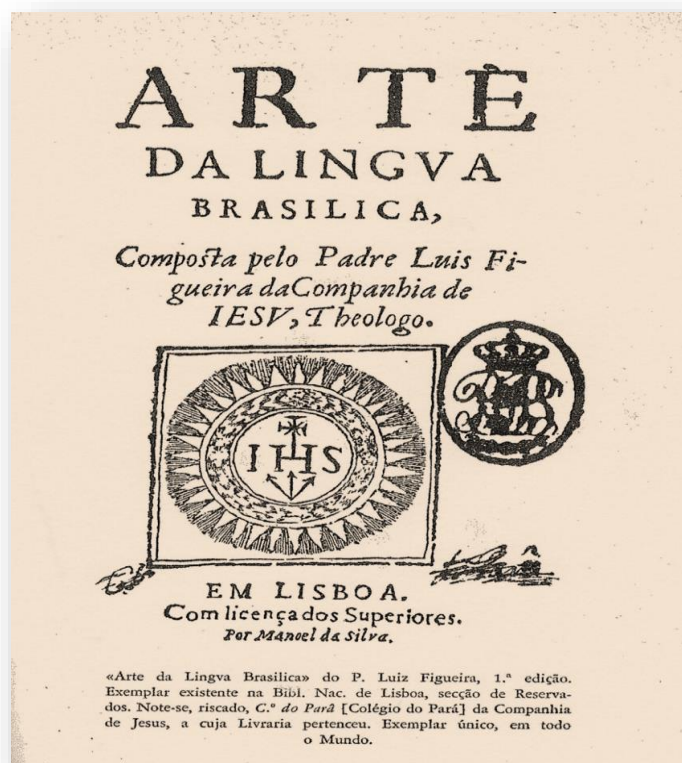 ARTE
DA LINGVA
BRASILICA,
Composta pelo Padre Luis Fi-
gueira da Companhia de
IESV, Theologo.
IHS
EM LISBOA.
Com licença dos Superiores.
Por Manoel da Silva.
«Arte da Lingva Brasilica» do P. Luiz Figueira, 1.ª edição.
Exemplar existente na Bibl. Nac. de Lisboa, secção de Reserva-
dos. Note-se, riscado, C.º do Parâ [Colégio do Pará] da Companhia
de Jesus, a cuja Livraria pertenceu. Exemplar único, em todo
o Mundo.